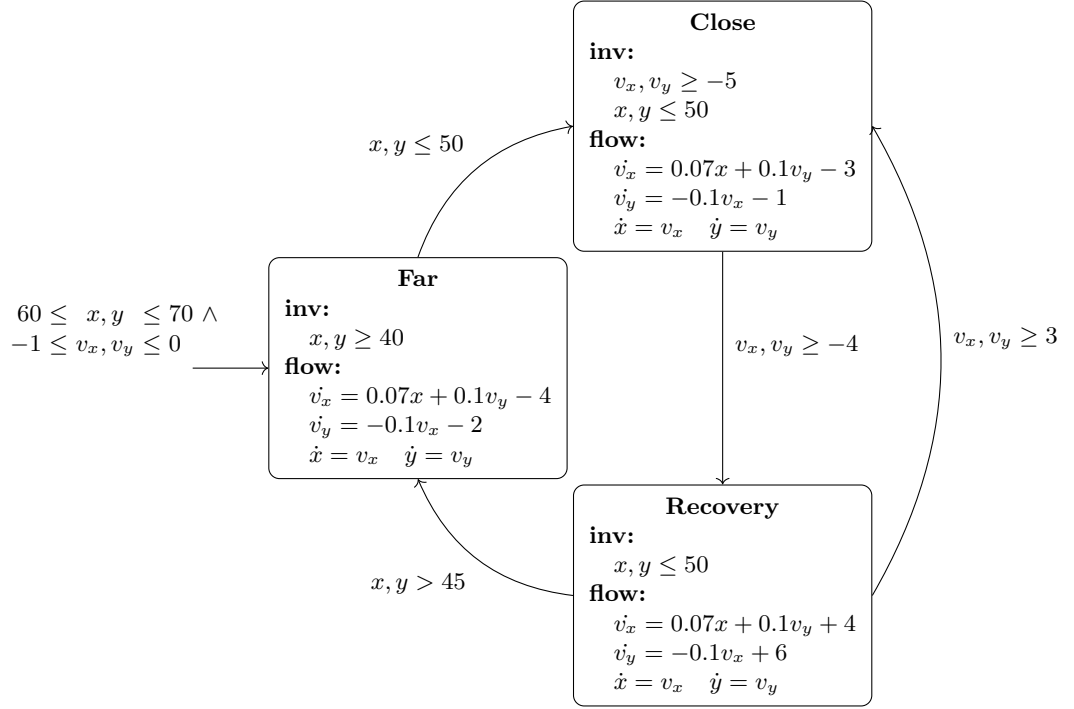 Close
inv:
v_x, v_y ≥ −5
x, y ≤ 50
flow:
v̇_x = 0.07x + 0.1v_y − 3
v̇_y = −0.1v_x − 1
ẋ = v_x ẏ = v_y
x, y ≤ 50
Far
inv:
x, y ≥ 40
flow:
v̇_x = 0.07x + 0.1v_y − 4
v̇_y = −0.1v_x − 2
ẋ = v_x ẏ = v_y
60 ≤ x, y ≤ 70 ∧
−1 ≤ v_x, v_y ≤ 0
v_x, v_y ≥ −4
v_x, v_y ≥ 3
Recovery
inv:
x, y ≤ 50
flow:
v̇_x = 0.07x + 0.1v_y + 4
v̇_y = −0.1v_x + 6
ẋ = v_x ẏ = v_y
x, y > 45